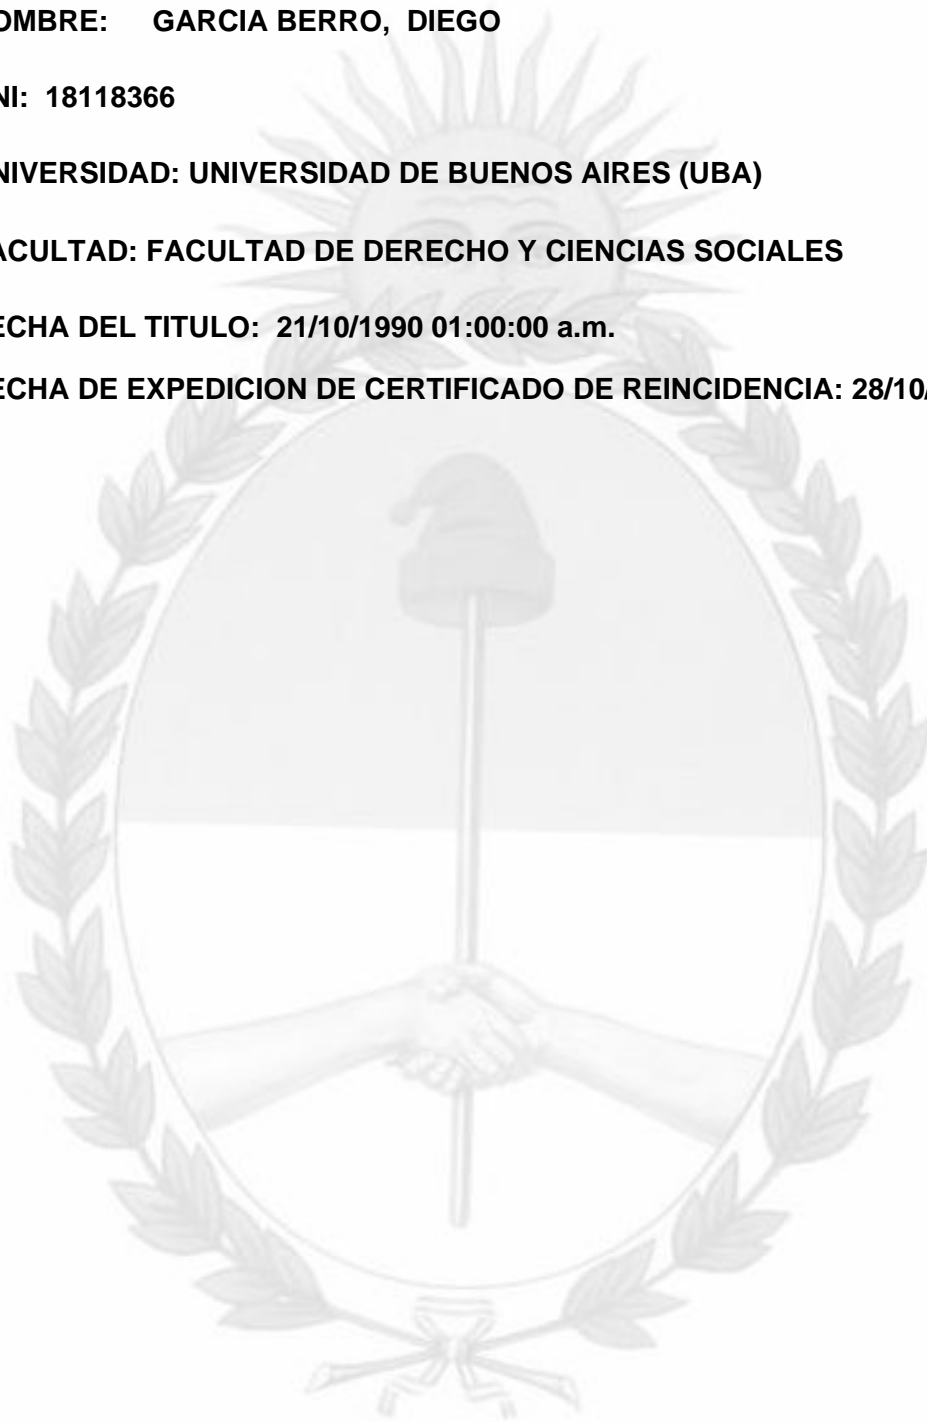 OMBRE: GARCIA BERRO, DIEGO
NI: 18118366
NIVERSIDAD: UNIVERSIDAD DE BUENOS AIRES (UBA)
ACULTAD: FACULTAD DE DERECHO Y CIENCIAS SOCIALES
ECHA DEL TITULO: 21/10/1990 01:00:00 a.m.
ECHA DE EXPEDICION DE CERTIFICADO DE REINCIDENCIA: 28/10/